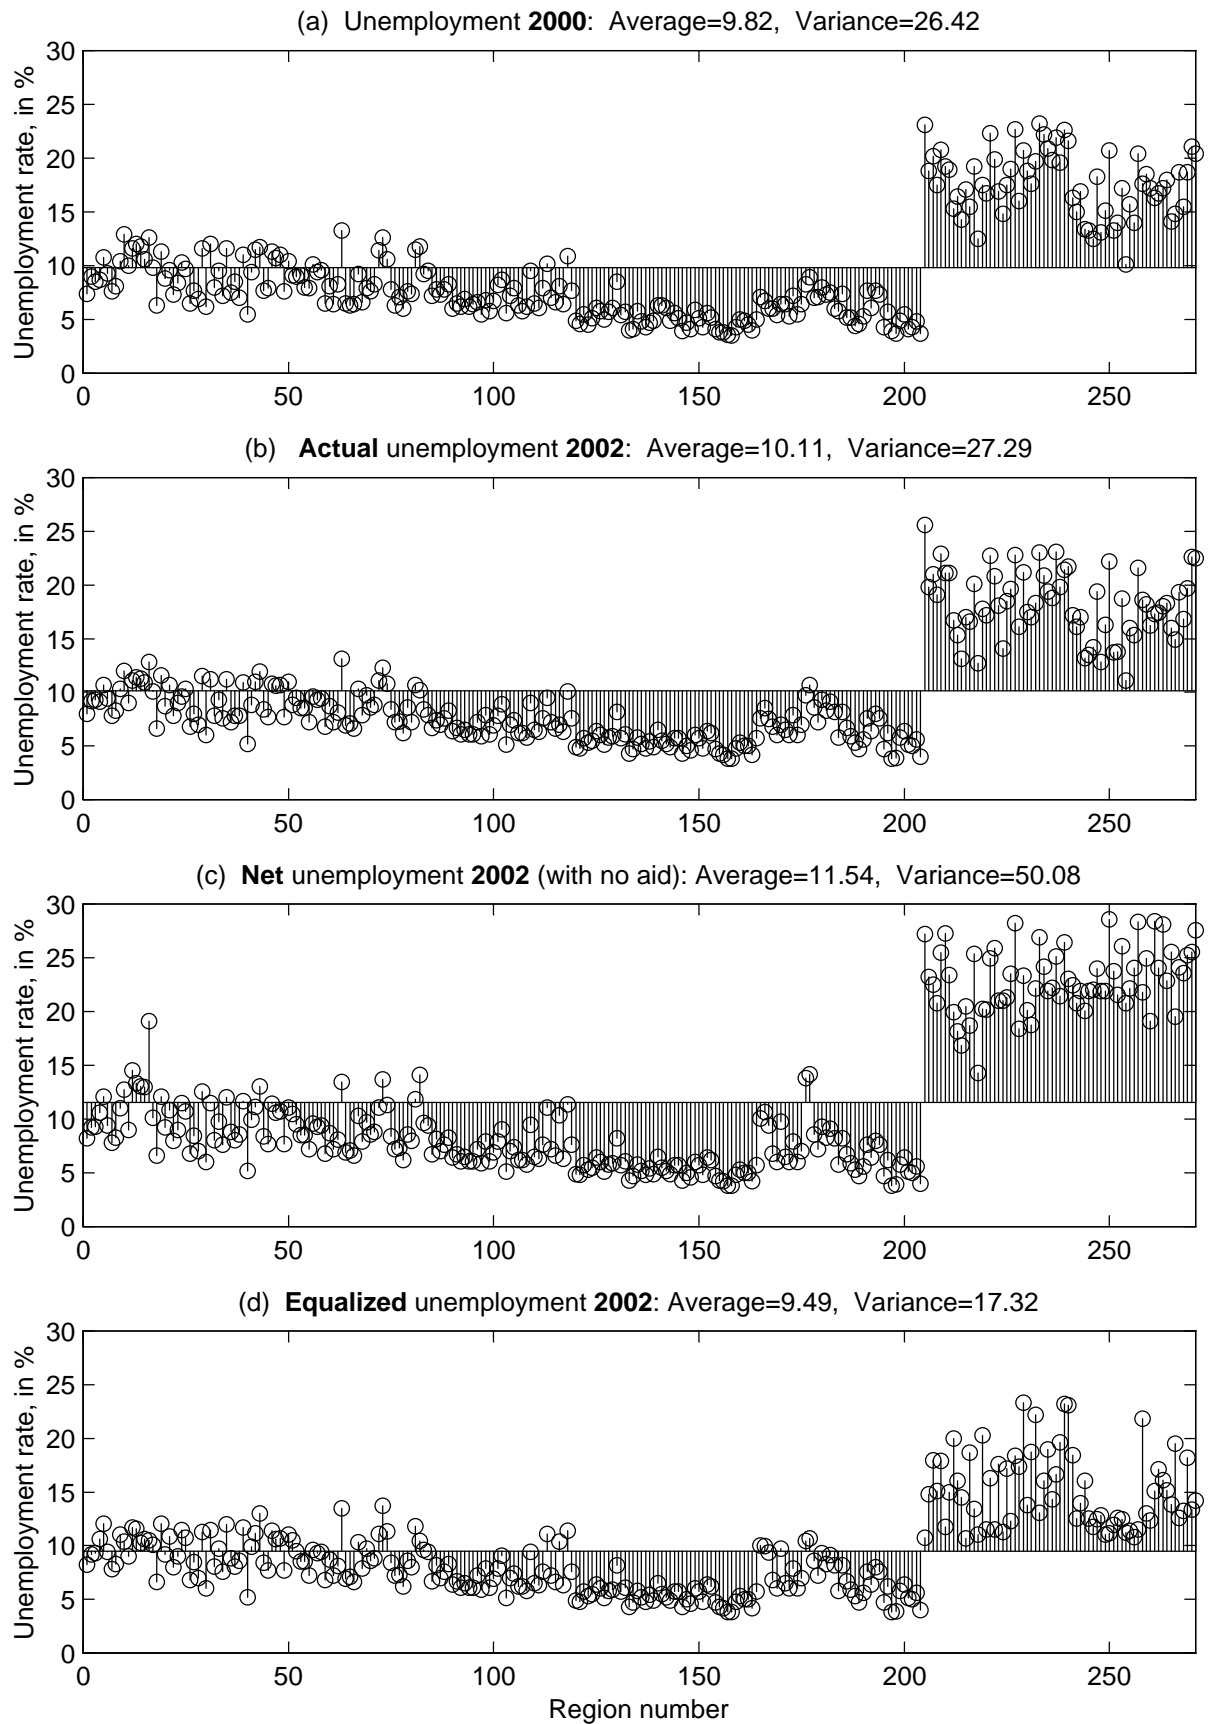 (a) Unemployment 2000: Average=9.82, Variance=26.42
30
25
20
15
10
5
0
Unemployment rate, in %
0 50 100 150 200 250
(b) Actual unemployment 2002: Average=10.11, Variance=27.29
30
25
20
15
10
5
0
Unemployment rate, in %
0 50 100 150 200 250
(c) Net unemployment 2002 (with no aid): Average=11.54, Variance=50.08
30
25
20
15
10
5
0
Unemployment rate, in %
0 50 100 150 200 250
(d) Equalized unemployment 2002: Average=9.49, Variance=17.32
30
25
20
15
10
5
0
Unemployment rate, in %
0 50 100 150 200 250
Region number